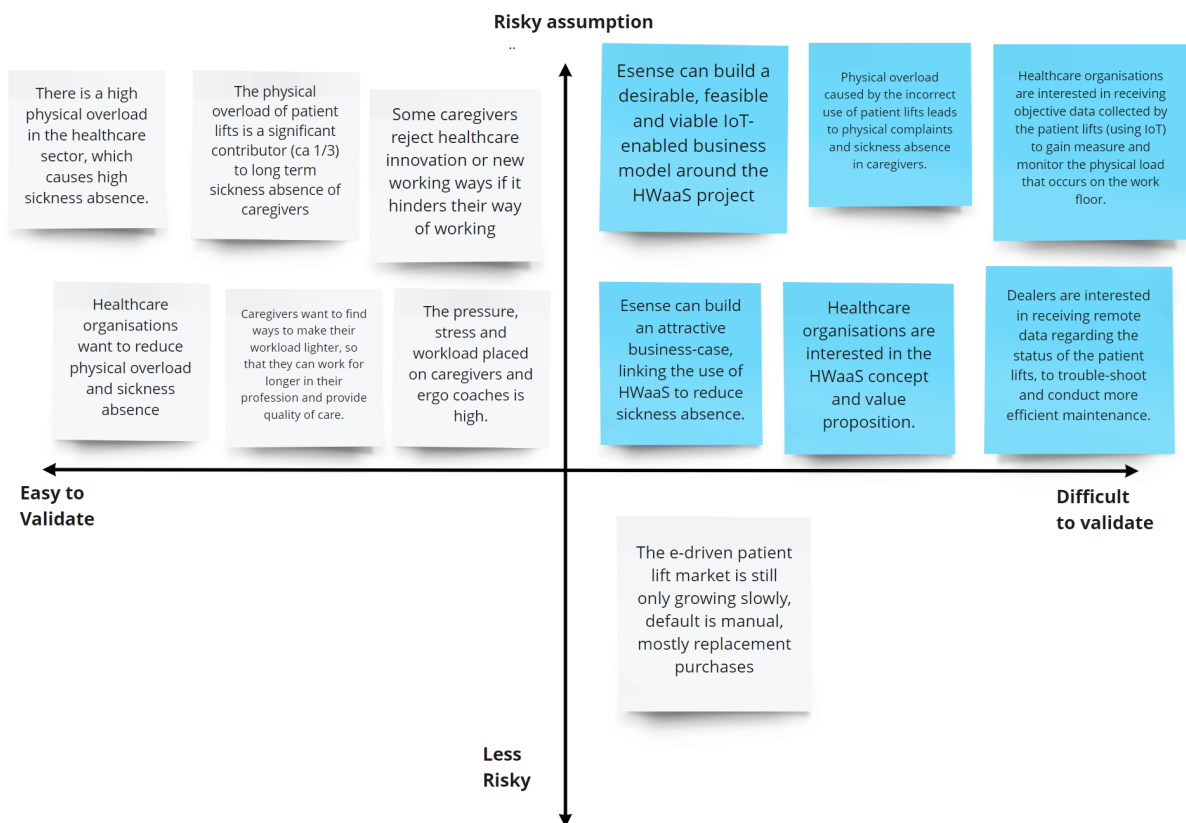 Risky assumption
..
There is a high
physical overload
in the healthcare
sector, which
causes high
sickness absence.
The physical
overload of patient
lifts is a significant
contributor (ca 1/3)
to long term
sickness absence of
caregivers
Some caregivers
reject healthcare
innovation or new
working ways if it
hinders their way
of working
Esense can build a
desirable, feasible
and viable IoT-
enabled business
model around the
HWaaS project
Physical overload
caused by the incorrect
use of patient lifts leads
to physical complaints
and sickness absence
in caregivers.
Healthcare organisations
are interested in receiving
objective data collected by
the patient lifts (using IoT)
to gain measure and
monitor the physical load
that occurs on the work
floor.
Healthcare
organisations
want to reduce
physical overload
and sickness
absence
Caregivers want to find
ways to make their
workload lighter, so
that they can work for
longer in their
profession and provide
quality of care.
The pressure,
stress and
workload placed
on caregivers and
ergo coaches is
high.
Esense can build
an attractive
business-case,
linking the use of
HWaaS to reduce
sickness absence.
Healthcare
organisations are
interested in the
HWaaS concept
and value
proposition.
Dealers are interested
in receiving remote
data regarding the
status of the patient
lifts, to trouble-shoot
and conduct more
efficient maintenance.
Easy to
Validate
Difficult
to validate
The e-driven patient
lift market is still
only growing slowly,
default is manual,
mostly replacement
purchases
Less
Risky